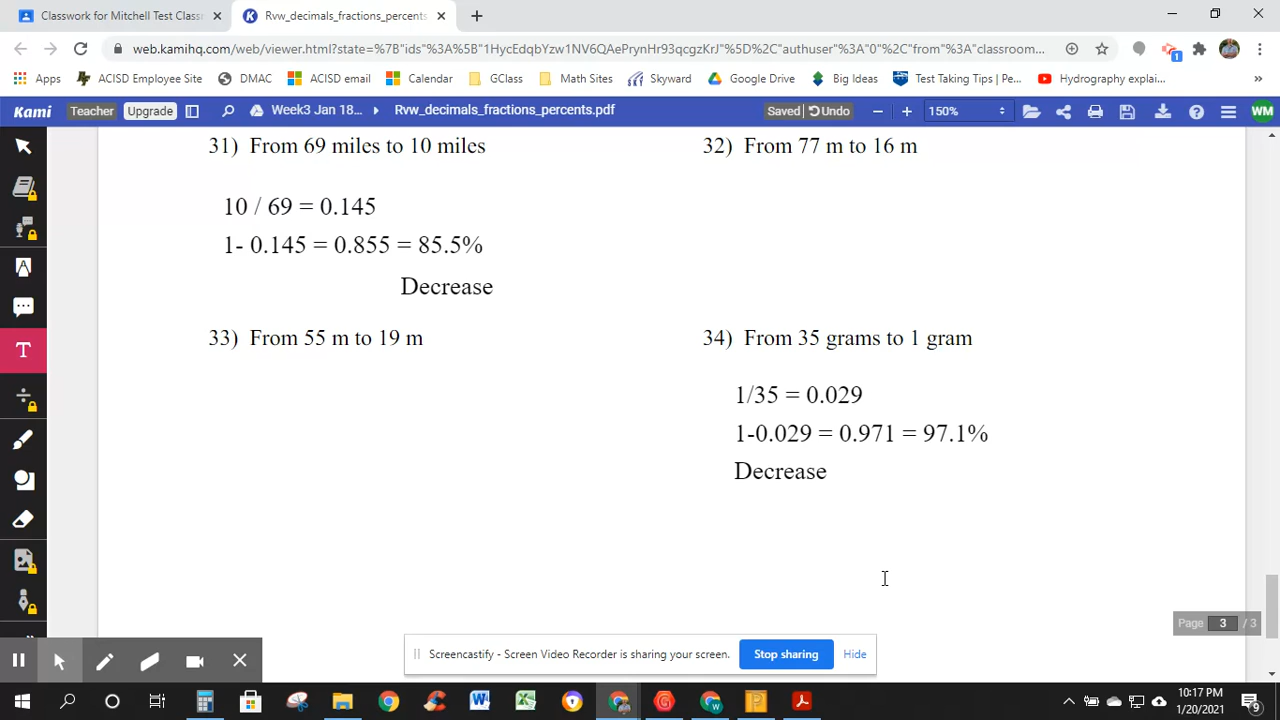 Classwork for Mitchell Test Class
Rvw_decimals_fractions_percents
web.kamihq.com/web/viewer.html?state=%7B"ids"%3A%5B"1HycEdqbYzw1NV6QAePrynHr93qcgzKrJ"%5D%2C"authuser"%3A"0"%2C"from"%3A"classroom...
Apps ACISD Employee Site DMAC ACISD email Calendar GClass Math Sites Skyward Google Drive Big Ideas Test Taking Tips | Pe... Hydrography explai... »
Kami Teacher Upgrade Week3 Jan 18... Rvw_decimals_fractions_percents.pdf Saved Undo 150% WM
31) From 69 miles to 10 miles
32) From 77 m to 16 m
10 / 69 = 0.145
1- 0.145 = 0.855 = 85.5%
Decrease
33) From 55 m to 19 m
34) From 35 grams to 1 gram
1/35 = 0.029
1-0.029 = 0.971 = 97.1%
Decrease
Page 3 / 3
Screencastify - Screen Video Recorder is sharing your screen. Stop sharing Hide
10:17 PM
1/20/2021